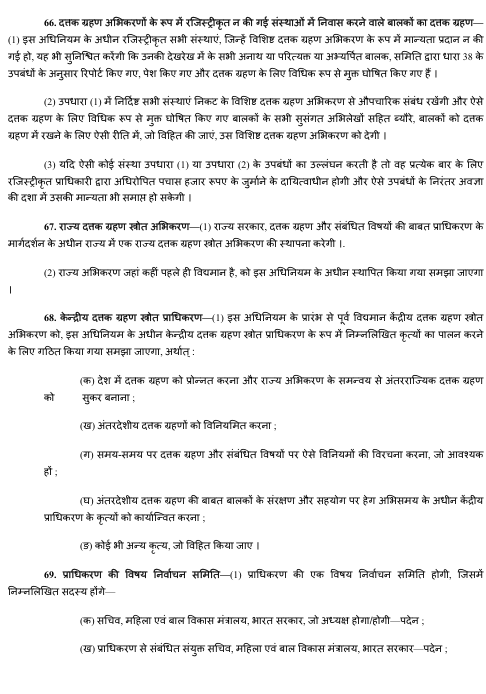 66. दत्तक ग्रहण अभिकरणों के रूप में रजिस्ट्रीकृत न की गई संस्थाओं में निवास करने वाले बालकों का दत्तक ग्रहण—
(1) इस अधिनियम के अधीन रजिस्ट्रीकृत सभी संस्थाएं, जिन्हें विशिष्ट दत्तक ग्रहण अभिकरण के रूप में मान्यता प्रदान न की
गई हो, यह भी सुनिश्चित करेंगी कि उनकी देखरेख में के सभी अनाथ या परित्यक्त या अभ्यर्पित बालक, समिति द्वारा धारा 38 के
उपबंधों के अनुसार रिपोर्ट किए गए, पेश किए गए और दत्तक ग्रहण के लिए विधिक रूप से मुक्त घोषित किए गए हैं ।
(2) उपधारा (1) में निर्दिष्ट सभी संस्थाएं निकट के विशिष्ट दत्तक ग्रहण अभिकरण से औपचारिक संबंध रखेंगी और ऐसे
दत्तक ग्रहण के लिए विधिक रूप से मुक्त घोषित किए गए बालकों के सभी सुसंगत अभिलेखों सहित ब्यौरे, बालकों को दत्तक
ग्रहण में रखने के लिए ऐसी रीति में, जो विहित की जाएं, उस विशिष्ट दत्तक ग्रहण अभिकरण को देगी ।
(3) यदि ऐसी कोई संस्था उपधारा (1) या उपधारा (2) के उपबंधों का उल्लंघन करती है तो वह प्रत्येक बार के लिए
रजिस्ट्रीकृत प्राधिकारी द्वारा अधिरोपित पचास हजार रूपए के जुर्माने के दायित्वाधीन होगी और ऐसे उपबंधों के निरंतर अवज्ञा
की दशा में उसकी मान्यता भी समाप्त हो सकेगी ।
67. राज्य दत्तक ग्रहण स्त्रोत अभिकरण—(1) राज्य सरकार, दत्तक ग्रहण और संबंधित विषयों की बाबत प्राधिकरण के
मार्गदर्शन के अधीन राज्य में एक राज्य दत्तक ग्रहण स्त्रोत अभिकरण की स्थापना करेगी ।.
(2) राज्य अभिकरण जहां कहीं पहले ही विद्यमान है, को इस अधिनियम के अधीन स्थापित किया गया समझा जाएगा
।
68. केन्द्रीय दत्तक ग्रहण स्त्रोत प्राधिकरण—(1) इस अधिनियम के प्रारंभ से पूर्व विद्यमान केंद्रीय दत्तक ग्रहण स्त्रोत
अभिकरण को, इस अधिनियम के अधीन केन्द्रीय दत्तक ग्रहण स्त्रोत प्राधिकरण के रूप में निम्नलिखित कृत्यों का पालन करने
के लिए गठित किया गया समझा जाएगा, अर्थात् :
(क) देश में दत्तक ग्रहण को प्रोन्नत करना और राज्य अभिकरण के समन्वय से अंतरराज्यिक दत्तक ग्रहण
को सुकर बनाना ;
(ख) अंतरदेशीय दत्तक ग्रहणों को विनियमित करना ;
(ग) समय-समय पर दत्तक ग्रहण और संबंधित विषयों पर ऐसे विनियमों की विरचना करना, जो आवश्यक
हों ;
(घ) अंतरदेशीय दत्तक ग्रहण की बाबत बालकों के संरक्षण और सहयोग पर हेग अभिसमय के अधीन केंद्रीय
प्राधिकरण के कृत्यों को कार्यान्वित करना ;
(ङ) कोई भी अन्य कृत्य, जो विहित किया जाए ।
69. प्राधिकरण की विषय निर्वाचन समिति—(1) प्राधिकरण की एक विषय निर्वाचन समिति होगी, जिसमें
निम्नलिखित सदस्य होंगे—
(क) सचिव, महिला एवं बाल विकास मंत्रालय, भारत सरकार, जो अध्यक्ष होगा/होगी—पदेन ;
(ख) प्राधिकरण से संबंधित संयुक्त सचिव, महिला एवं बाल विकास मंत्रालय, भारत सरकार—पदेन ;